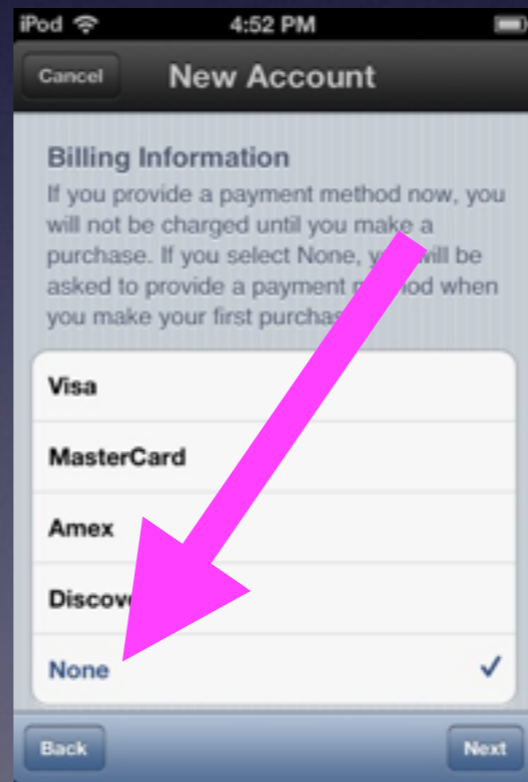 iPod 4:52 PM
Cancel New Account
Billing Information
If you provide a payment method now, you
will not be charged until you make a
purchase. If you select None, will be
asked to provide a payment when
you make your first
Visa
MasterCard
Amex
None
Back Next